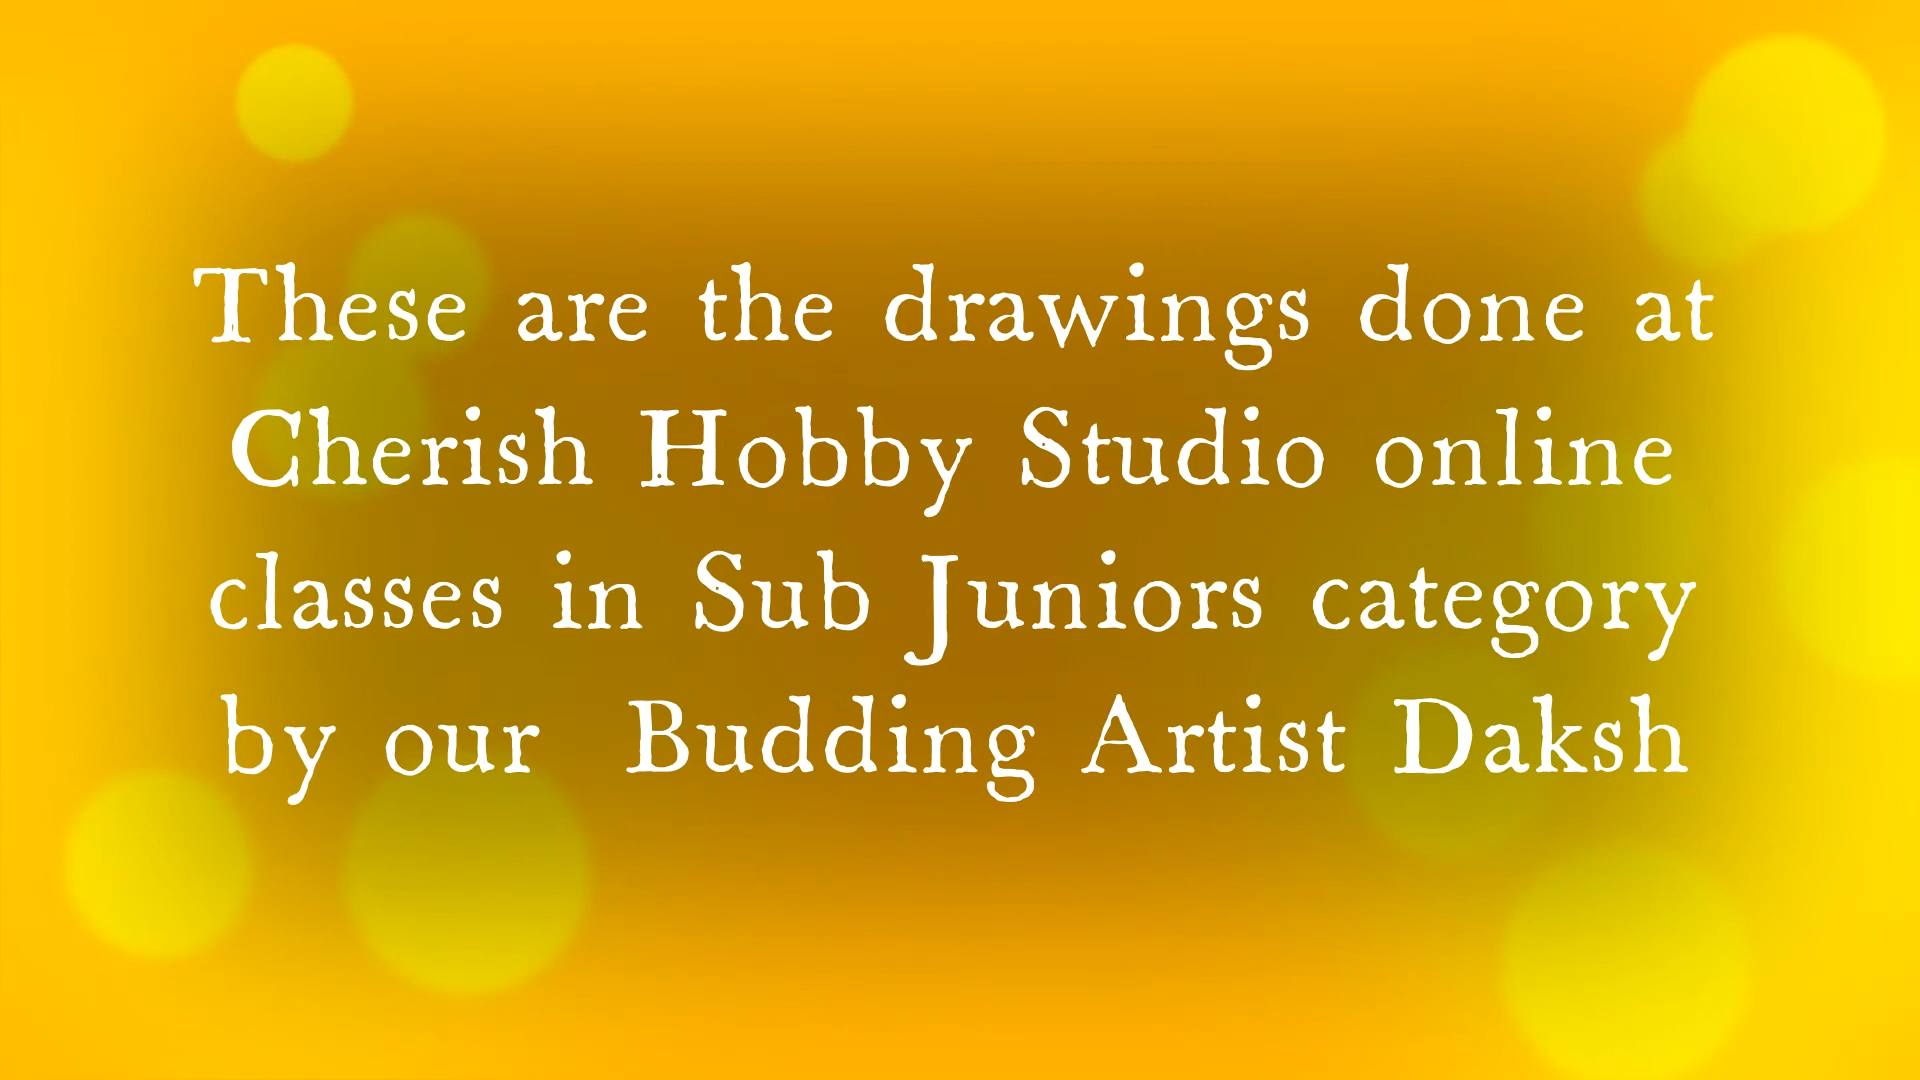 These are the drawings done at
Cherish Hobby Studio online
classes in Sub Juniors category
by our Budding Artist Daksh